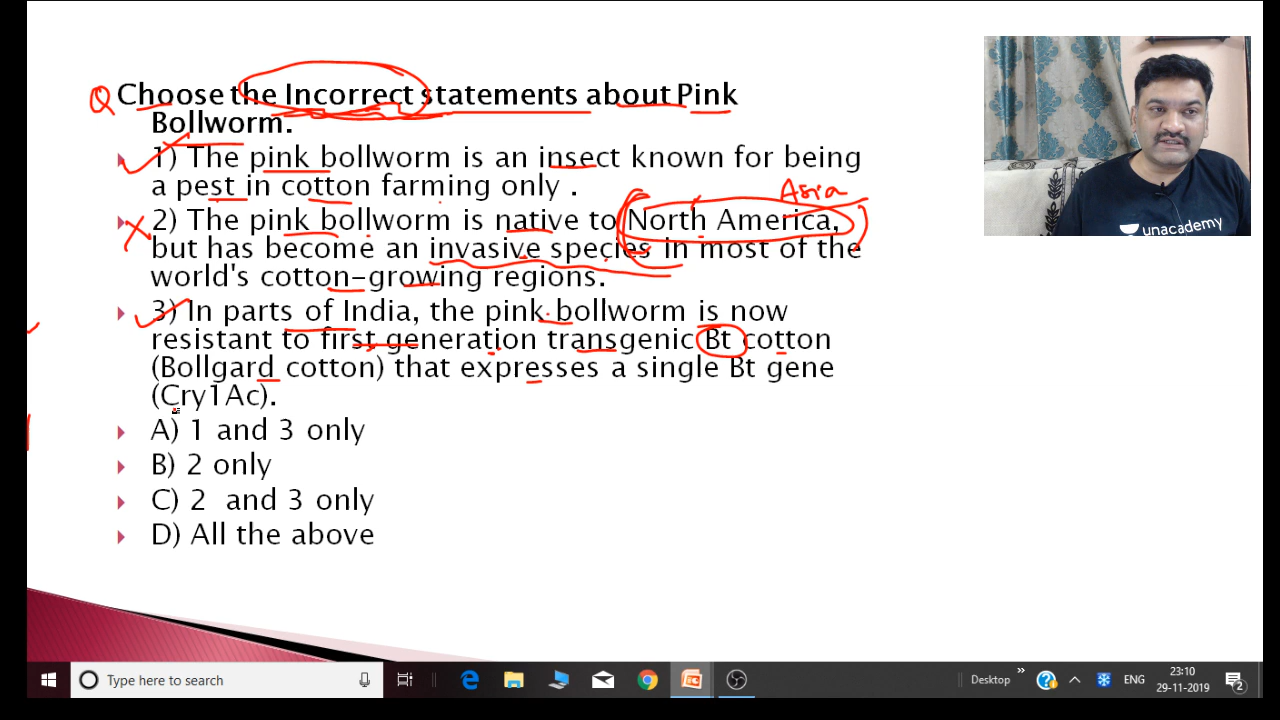 Q Choose the Incorrect statements about Pink
Bollworm.
1) The pink bollworm is an insect known for being
a pest in cotton farming only .
Asia
2) The pink bollworm is native to North America,
but has become an invasive species in most of the
world's cotton-growing regions.
3) In parts of India, the pink bollworm is now
resistant to first generation transgenic Bt cotton
(Bollgard cotton) that expresses a single Bt gene
(Cry1Ac).
A) 1 and 3 only
B) 2 only
C) 2 and 3 only
D) All the above
unacademy
Type here to search
Desktop
ENG
23:10
29-11-2019
2